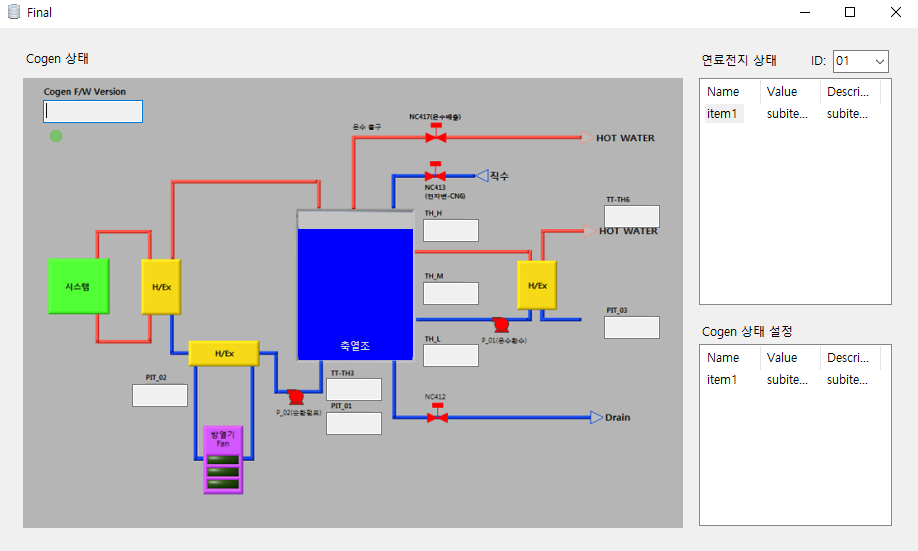 Final
Cogen 상태
연료전지 상태
ID:
01
Cogen F/W Version
NC417(온수배출)
온수 출구
HOT WATER
직수
NC413
(전자변-CN6)
TH_H
TT-TH6
HOT WATER
시스템
H/Ex
H/Ex
TH_M
PIT_03
P_01(온수환수)
축열조
TH_L
H/Ex
PIT_02
TT-TH3
PIT_01
P_02(순환펌프)
NC412
Drain
방열기
Fan
Name Value Descri...
item1 subite... subite...
Cogen 상태 설정
Name Value Descri...
item1 subite... subite...